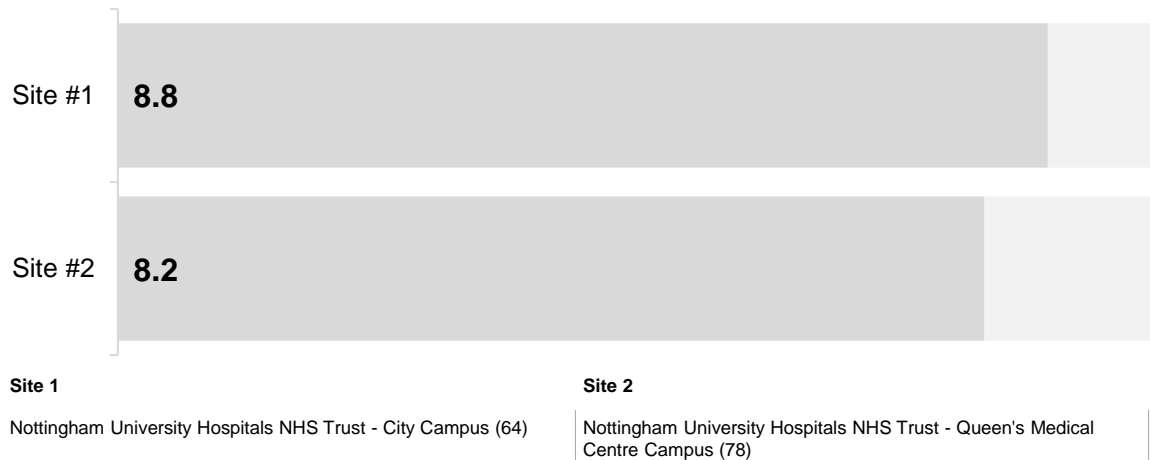 Site #1 8.8
Site #2 8.2
Site 1
Nottingham University Hospitals NHS Trust - City Campus (64)
Site 2
Nottingham University Hospitals NHS Trust - Queen's Medical
Centre Campus (78)